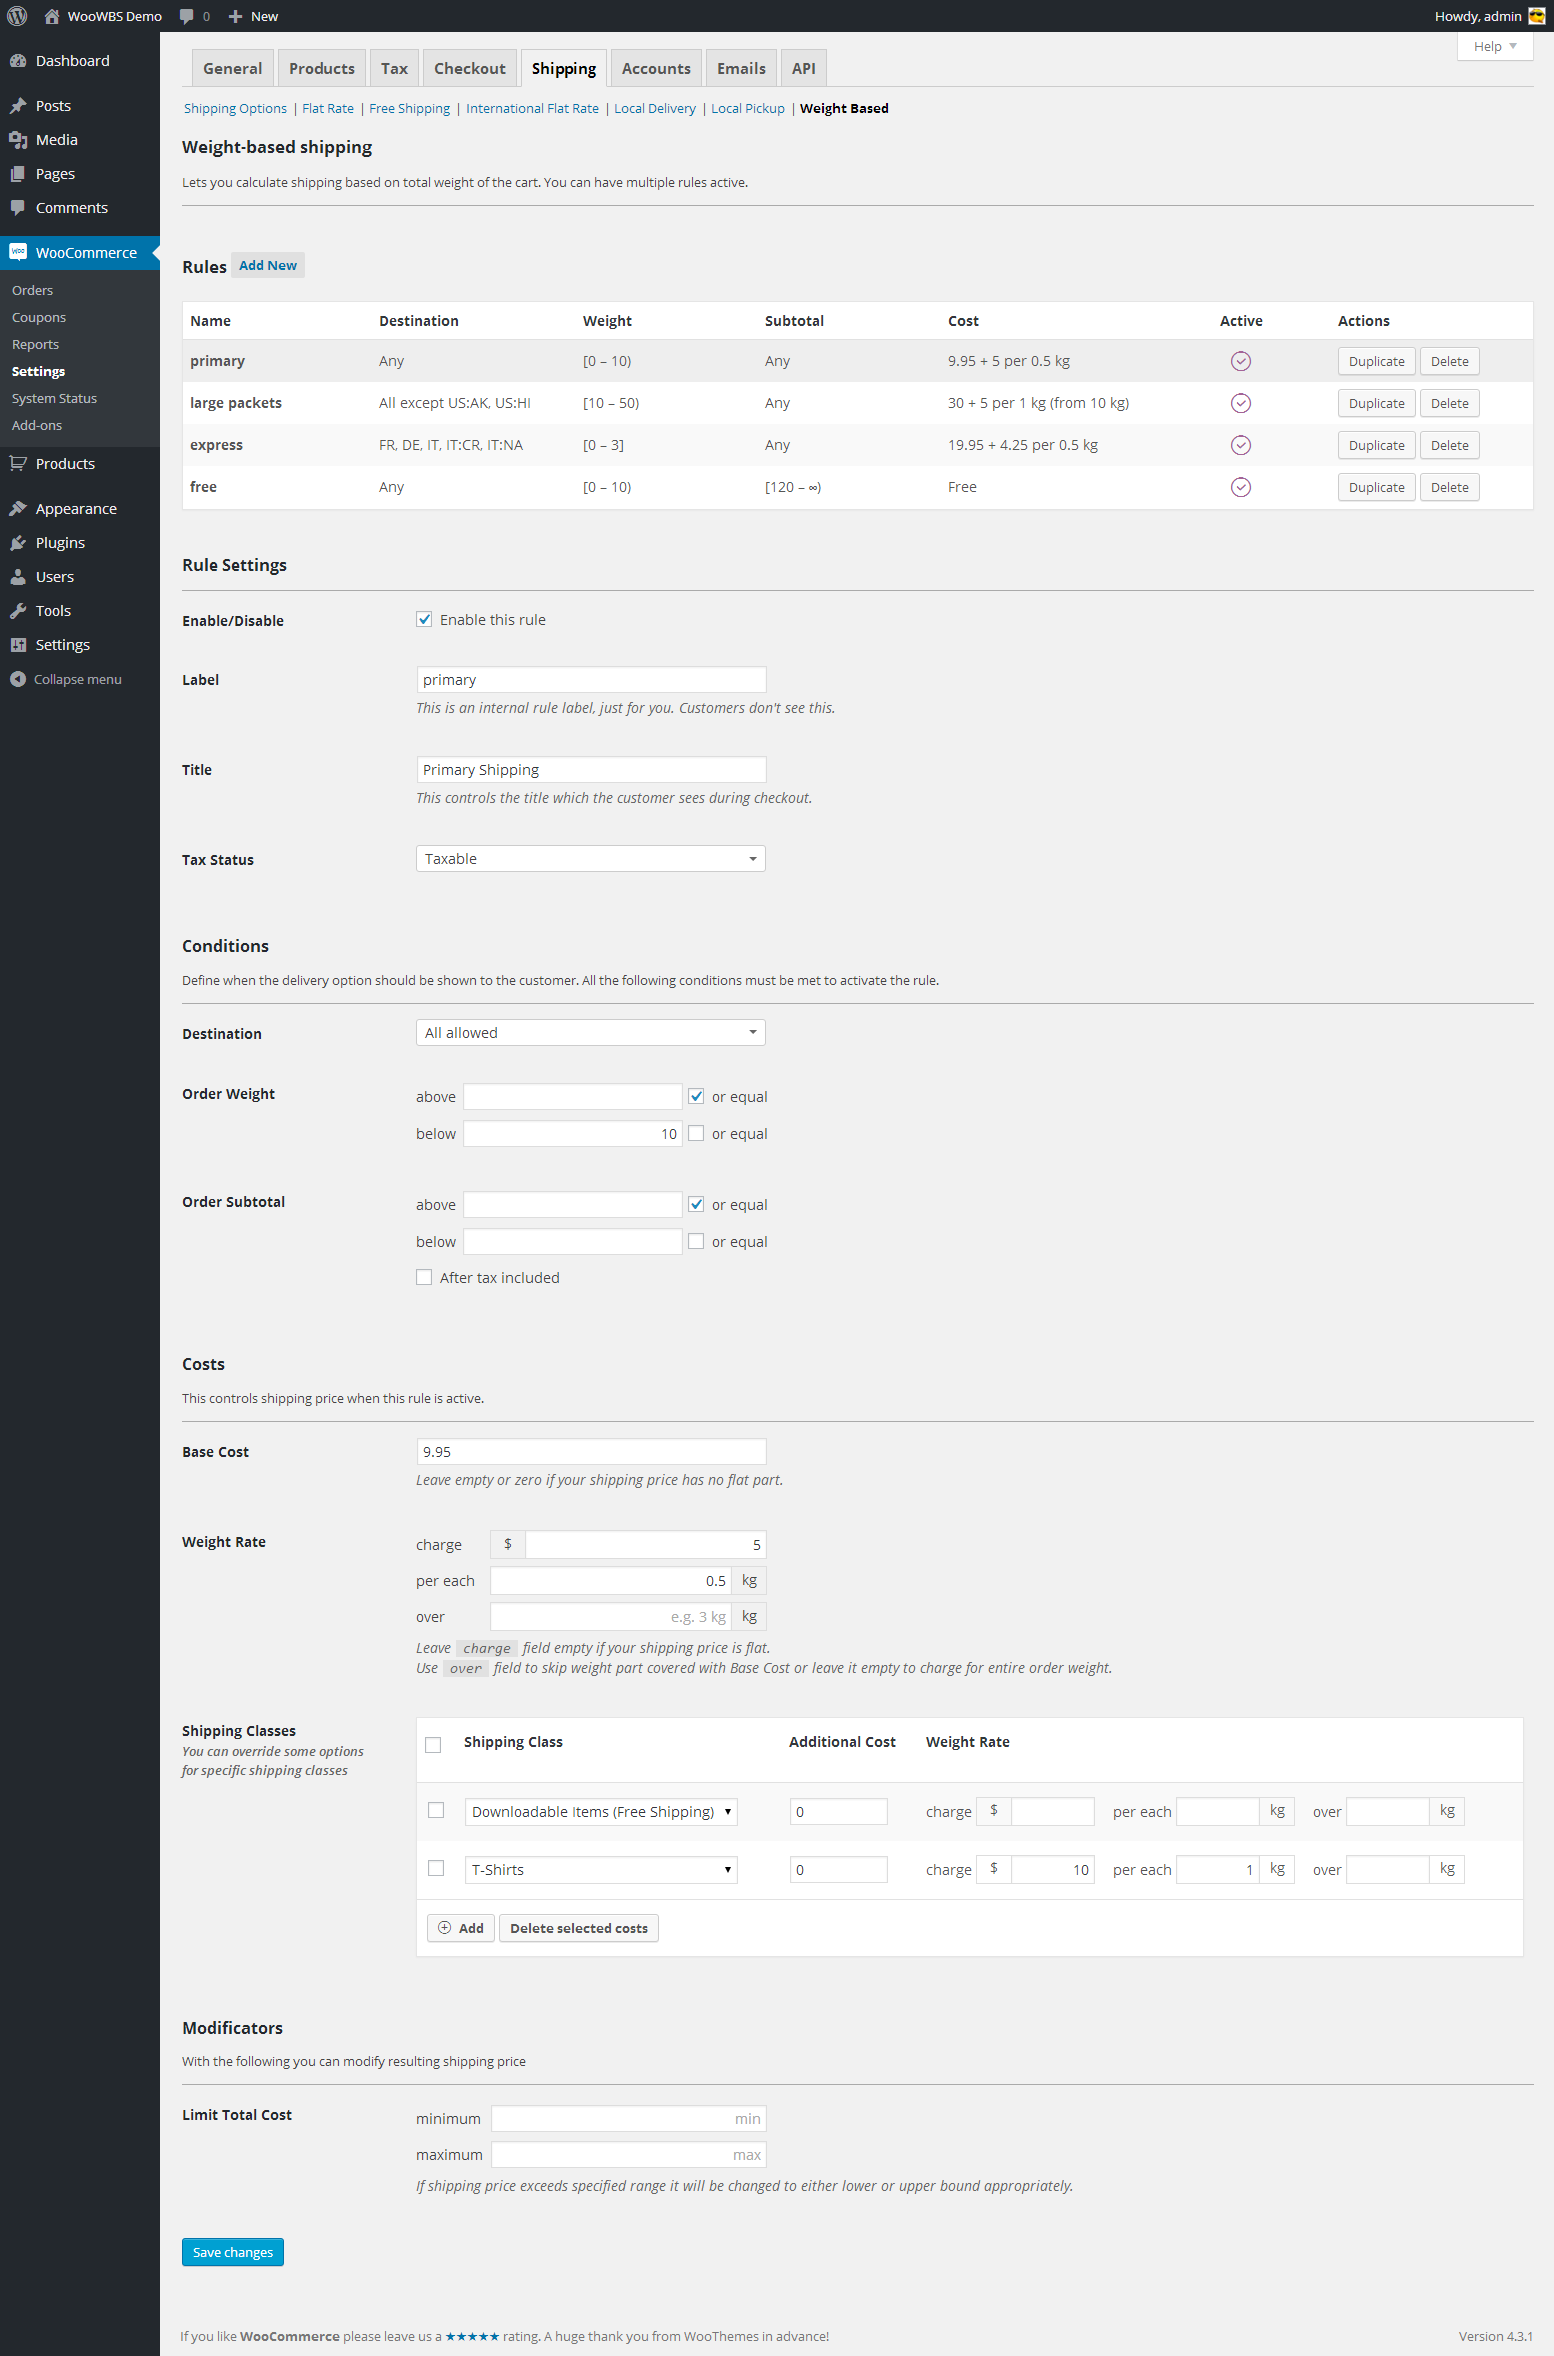 WooWBS Demo 0 New Howdy, admin
Help
Dashboard
Posts
Media
Pages
Comments
WooCommerce
Orders
Coupons
Reports
Settings
System Status
Add-ons
Products
Appearance
Plugins
Users
Tools
Settings
Collapse menu
General Products Tax Checkout Shipping Accounts Emails API
Shipping Options | Flat Rate | Free Shipping | International Flat Rate | Local Delivery | Local Pickup | Weight Based
Weight-based shipping
Lets you calculate shipping based on total weight of the cart. You can have multiple rules active.
Rules Add New
Name Destination Weight Subtotal Cost Active Actions
primary Any [0 – 10) Any 9.95 + 5 per 0.5 kg Duplicate Delete
large packets All except US:AK, US:HI [10 – 50) Any 30 + 5 per 1 kg (from 10 kg) Duplicate Delete
express FR, DE, IT, IT:CR, IT:NA [0 – 3] Any 19.95 + 4.25 per 0.5 kg Duplicate Delete
free Any [0 – 10) [120 – ∞) Free Duplicate Delete
Rule Settings
Enable/Disable Enable this rule
Label primary
This is an internal rule label, just for you. Customers don't see this.
Title Primary Shipping
This controls the title which the customer sees during checkout.
Tax Status Taxable
Conditions
Define when the delivery option should be shown to the customer. All the following conditions must be met to activate the rule.
Destination All allowed
Order Weight above or equal
below 10 or equal
Order Subtotal above or equal
below or equal
After tax included
Costs
This controls shipping price when this rule is active.
Base Cost 9.95
Leave empty or zero if your shipping price has no flat part.
Weight Rate charge $ 5
per each 0.5 kg
over e.g. 3 kg kg
Leave charge field empty if your shipping price is flat.
Use over field to skip weight part covered with Base Cost or leave it empty to charge for entire order weight.
Shipping Classes
You can override some options
for specific shipping classes
Shipping Class Additional Cost Weight Rate
Downloadable Items (Free Shipping) 0 charge $ per each kg over kg
T-Shirts 0 charge $ 10 per each 1 kg over kg
Add Delete selected costs
Modificators
With the following you can modify resulting shipping price
Limit Total Cost minimum min
maximum max
If shipping price exceeds specified range it will be changed to either lower or upper bound appropriately.
Save changes
If you like WooCommerce please leave us a ★★★★★ rating. A huge thank you from WooThemes in advance! Version 4.3.1